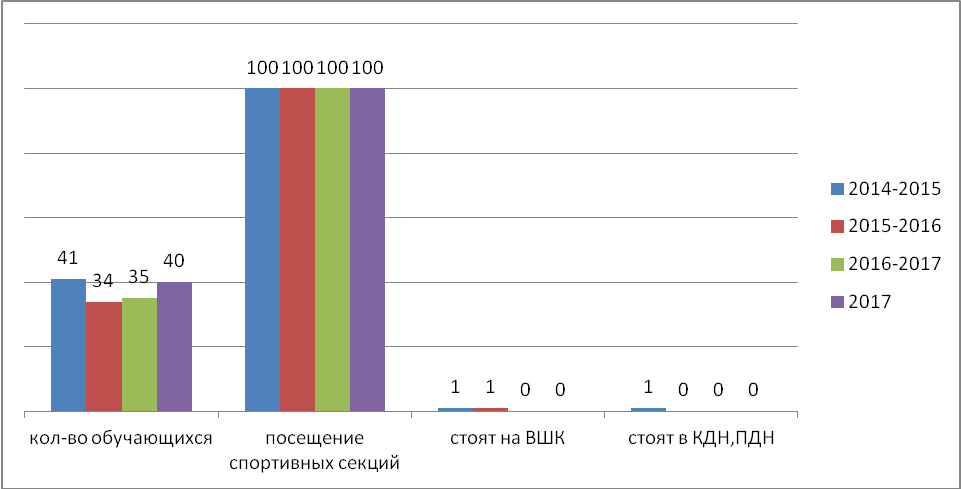 100 100 100 100
41 34 35 40
1 1 0 0
1 0 0 0
кол-во обучающихся
посещение
спортивных секций
стоят на ВШК
стоят в КДН,ПДН
2014-2015
2015-2016
2016-2017
2017